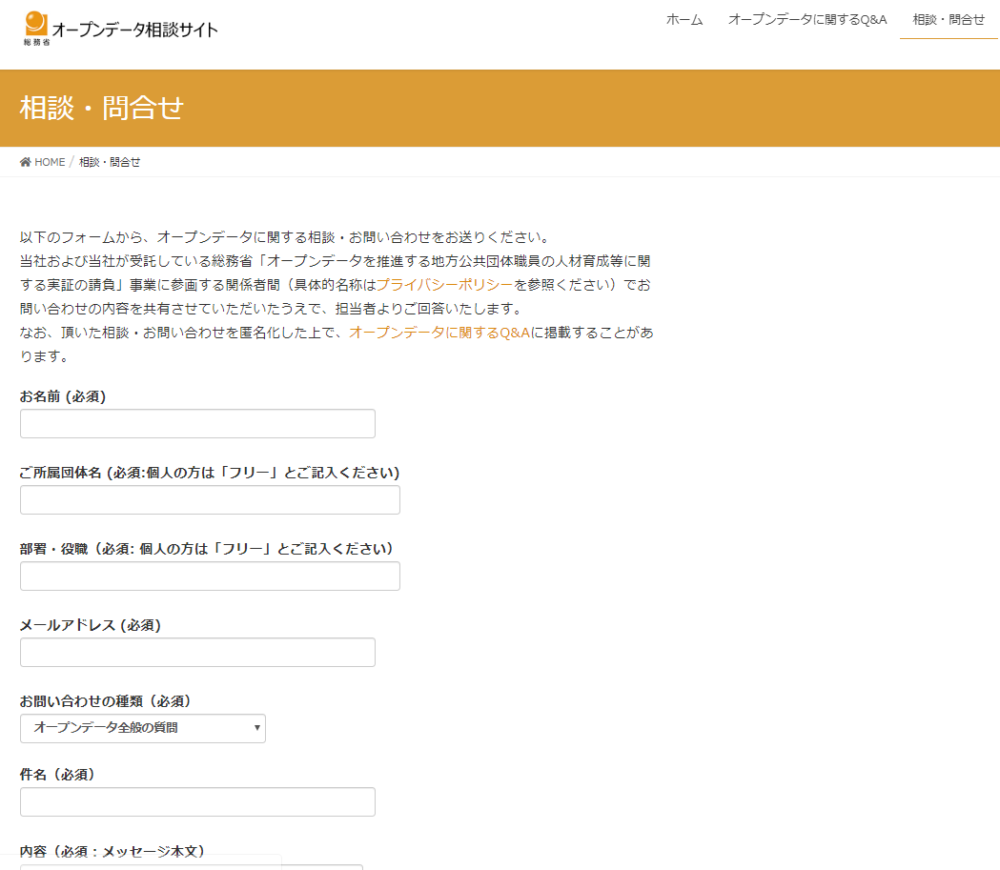 総務省
オープンデータ相談サイト
ホーム
オープンデータに関するQ&A
相談・問合せ
相談・問合せ
HOME / 相談・問合せ
以下のフォームから、オープンデータに関する相談・お問い合わせをお送りください。
当社および当社が受託している総務省「オープンデータを推進する地方公共団体職員の人材育成等に関
する実証の請負」事業に参画する関係者間（具体的名称はプライバシーポリシーを参照ください）でお
問い合わせの内容を共有させていただいたうえで、担当者よりご回答いたします。
なお、頂いた相談・お問い合わせを匿名化した上で、オープンデータに関するQ&Aに掲載することがあ
ります。
お名前 (必須)
ご所属団体名 (必須:個人の方は「フリー」とご記入ください)
部署・役職（必須: 個人の方は「フリー」とご記入ください）
メールアドレス (必須)
お問い合わせの種類（必須）
オープンデータ全般の質問
件名（必須）
内容（必須：メッセージ本文）